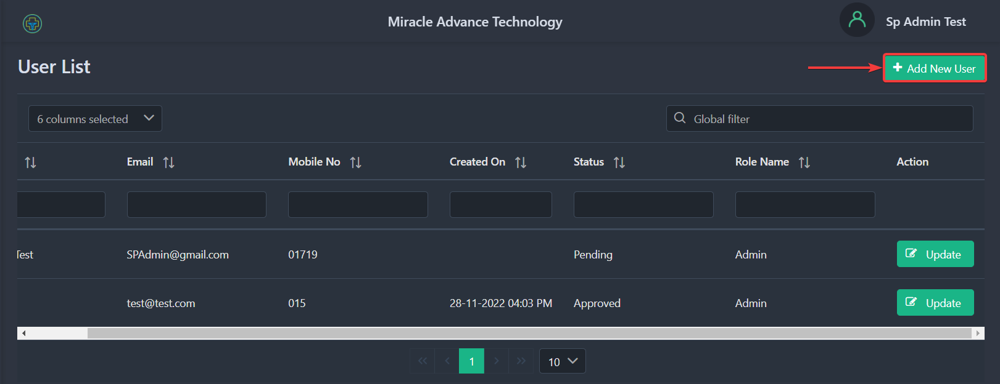 Miracle Advance Technology
Sp Admin Test
User List
Add New User
6 columns selected
Global filter
Email Mobile No Created On Status Role Name Action
Test SPAdmin@gmail.com 01719 Pending Admin Update
test@test.com 015 28-11-2022 04:03 PM Approved Admin Update
1 10